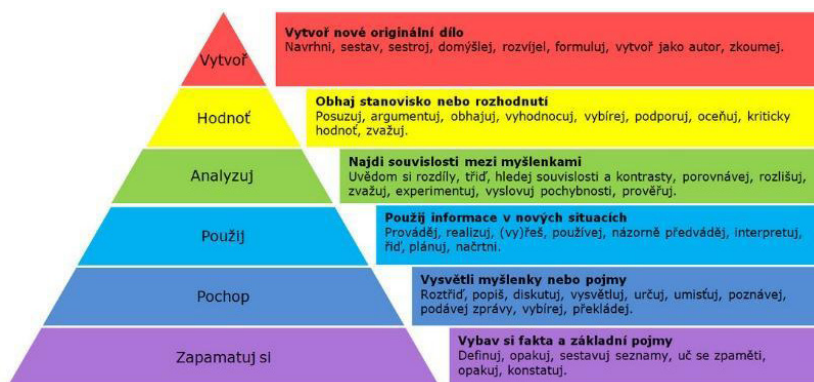 Vytvoř
Vytvoř nové originální dílo
Navrhni, sestav, sestroj, domýšlej, rozvíjel, formuluj, vytvoř jako autor, zkoumej.
Hodnoť
Obhaj stanovisko nebo rozhodnutí
Posuzuj, argumentuj, obhajuj, vyhodnocuj, vybírej, podporuj, oceňuj, kriticky
hodnoť, zvažuj.
Analyzuj
Najdi souvislosti mezi myšlenkami
Uvědom si rozdíly, třiď, hledej souvislosti a kontrasty, porovnávej, rozlišuj,
zvažuj, experimentuj, vyslovuj pochybnosti, prověřuj.
Použij
Použij informace v nových situacích
Prováděj, realizuj, (vy)řeš, používej, názorně předváděj, interpretuj,
řiď, plánuj, načrtni.
Pochop
Vysvětli myšlenky nebo pojmy
Roztřiď, popiš, diskutuj, vysvětluj, určuj, umisťuj, poznávej,
podávej zprávy, vybírej, překládej.
Zapamatuj si
Vybav si fakta a základní pojmy
Definuj, opakuj, sestavuj seznamy, uč se zpaměti,
opakuj, konstatuj.